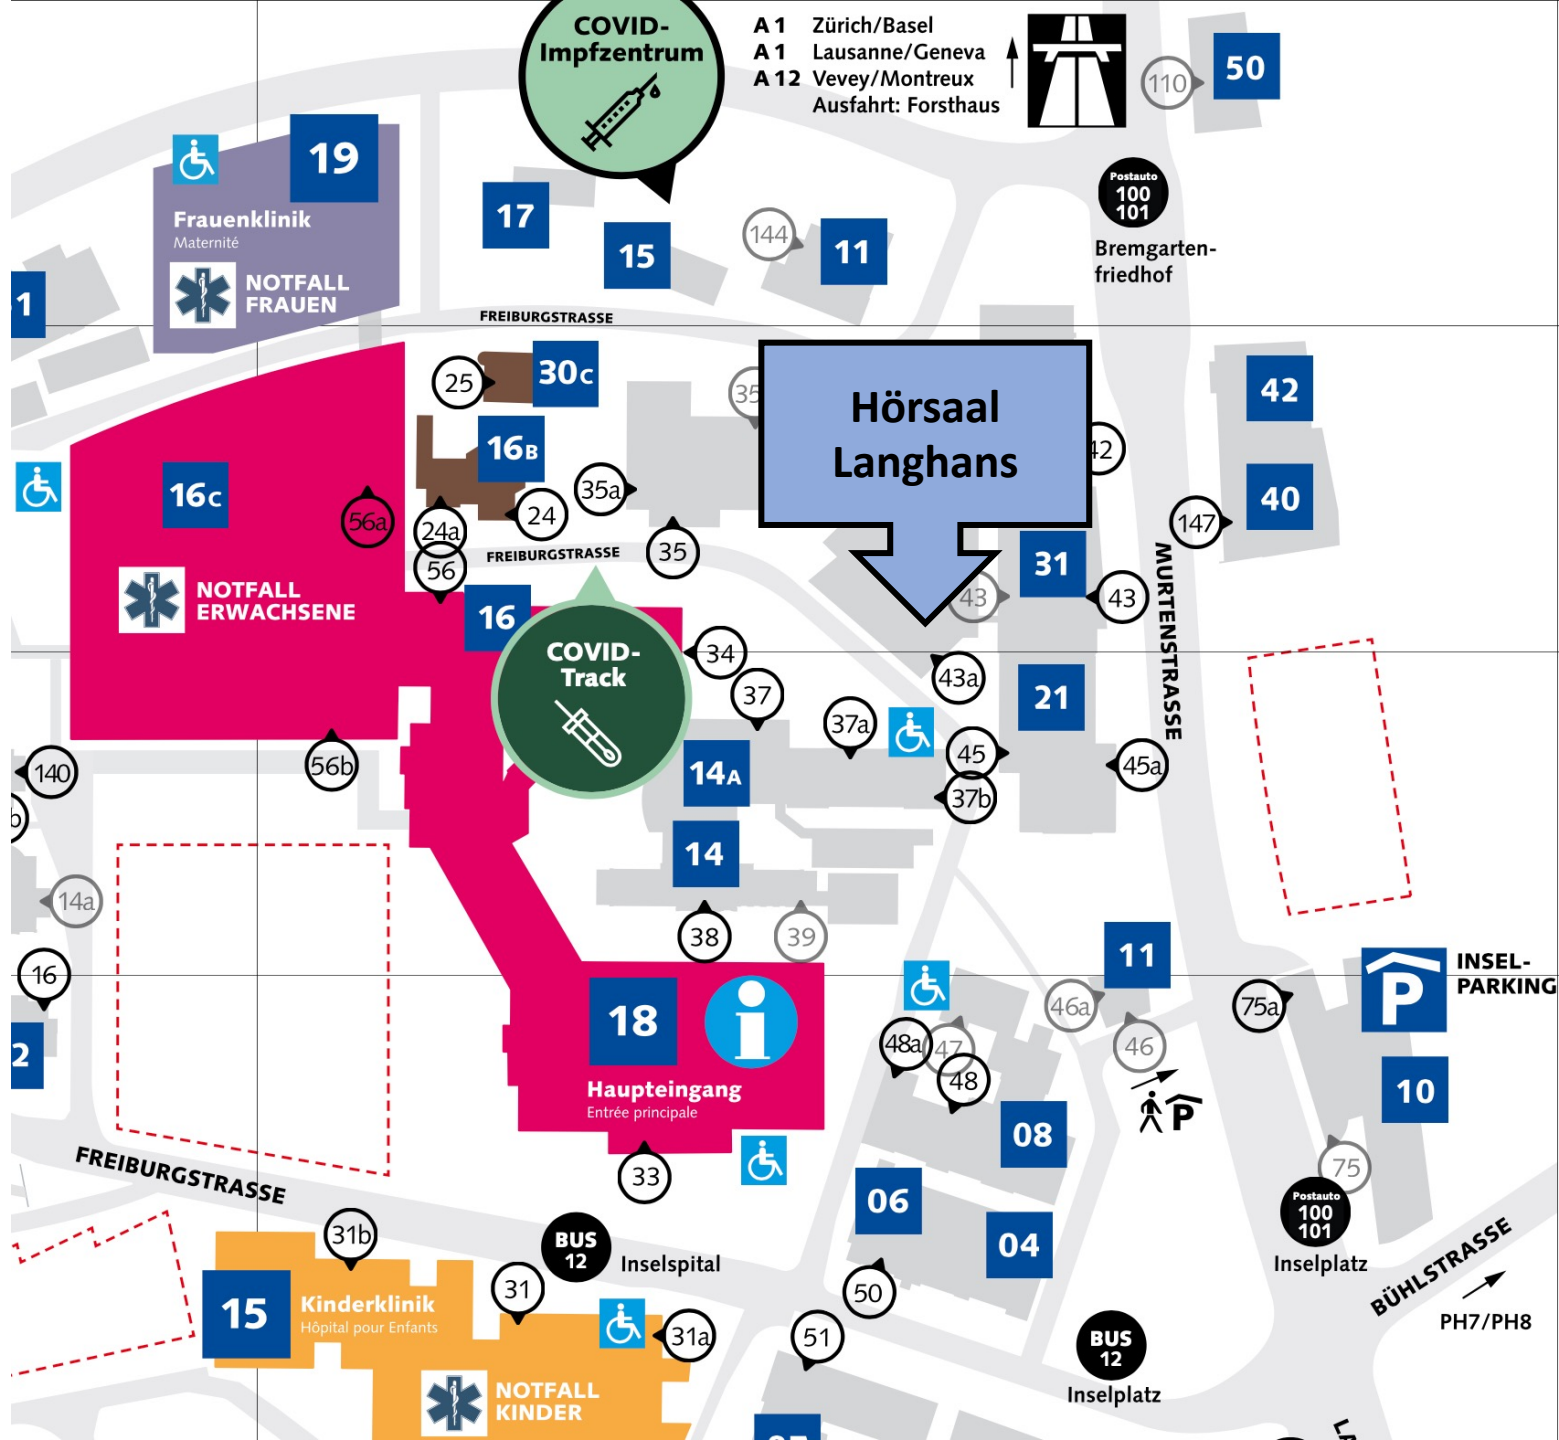 COVID-
Impfzentrum
A 1 Zürich/Basel
A 1 Lausanne/Geneva
A 12 Vevey/Montreux
Ausfahrt: Forsthaus
110
50
19
Frauenklinik
Maternité
NOTFALL
FRAUEN
17
15
144
11
Postauto
100
101
Bremgarten-
friedhof
FREIBURGSTRASSE
25
30C
16B
35a
24
24a
56
FREIBURGSTRASSE
35
Hörsaal
Langhans
42
40
147
MURTENSTRASSE
16C
56a
NOTFALL
ERWACHSENE
16
COVID-
Track
34
37
37a
31
43
43
43a
21
45
45a
37b
14A
14
38
39
140
56b
14a
16
18
Haupteingang
Entrée principale
33
11
46a
46
75a
P
INSEL-
PARKING
10
48a
47
48
P
08
06
04
75
Postauto
100
101
Inselplatz
FREIBURGSTRASSE
BUS
12
Inselspital
50
51
BÜHLSTRASSE
PH7/PH8
BUS
12
Inselplatz
31b
31
31a
15
Kinderklinik
Hôpital pour Enfants
NOTFALL
KINDER